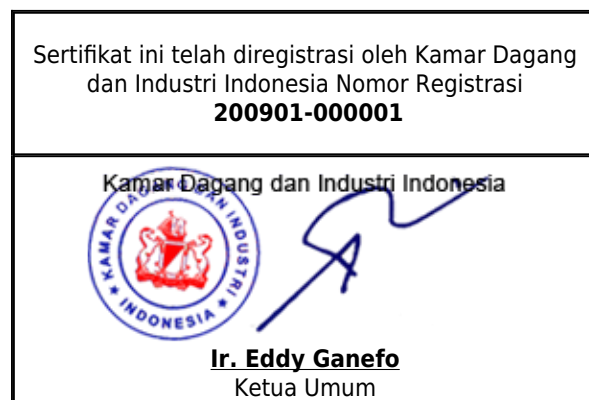 Sertifikat ini telah diregistrasi oleh Kamar Dagang
dan Industri Indonesia Nomor Registrasi
200901-000001
Kamar Dagang dan Industri Indonesia
KAMAR DAGANG DAN INDUSTRI
INDONESIA
Ir. Eddy Ganefo
Ketua Umum